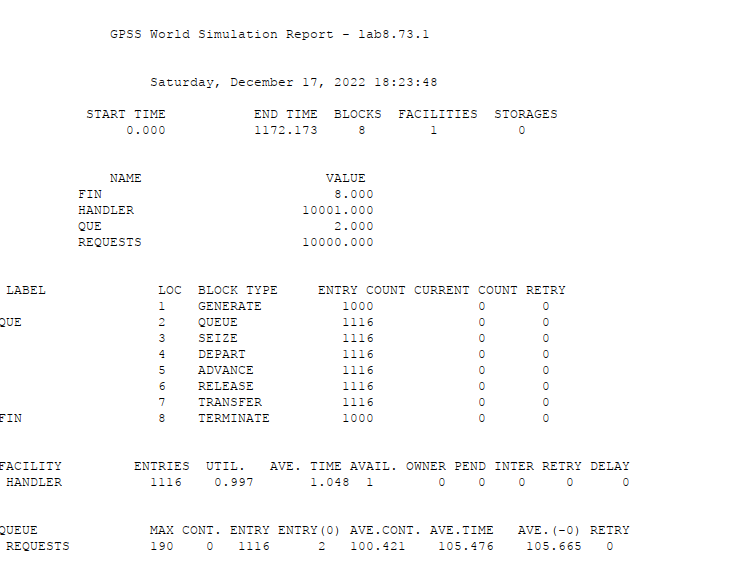 GPSS World Simulation Report - lab8.73.1
Saturday, December 17, 2022 18:23:48
START TIME END TIME BLOCKS FACILITIES STORAGES
0.000 1172.173 8 1 0
NAME VALUE
FIN 8.000
HANDLER 10001.000
QUE 2.000
REQUESTS 10000.000
LABEL LOC BLOCK TYPE ENTRY COUNT CURRENT COUNT RETRY
1 GENERATE 1000 0 0
QUE 2 QUEUE 1116 0 0
3 SEIZE 1116 0 0
4 DEPART 1116 0 0
5 ADVANCE 1116 0 0
6 RELEASE 1116 0 0
7 TRANSFER 1116 0 0
FIN 8 TERMINATE 1000 0 0
FACILITY ENTRIES UTIL. AVE. TIME AVAIL. OWNER PEND INTER RETRY DELAY
HANDLER 1116 0.997 1.048 1 0 0 0 0 0
QUEUE MAX CONT. ENTRY ENTRY(0) AVE.CONT. AVE.TIME AVE.(-0) RETRY
REQUESTS 190 0 1116 2 100.421 105.476 105.665 0